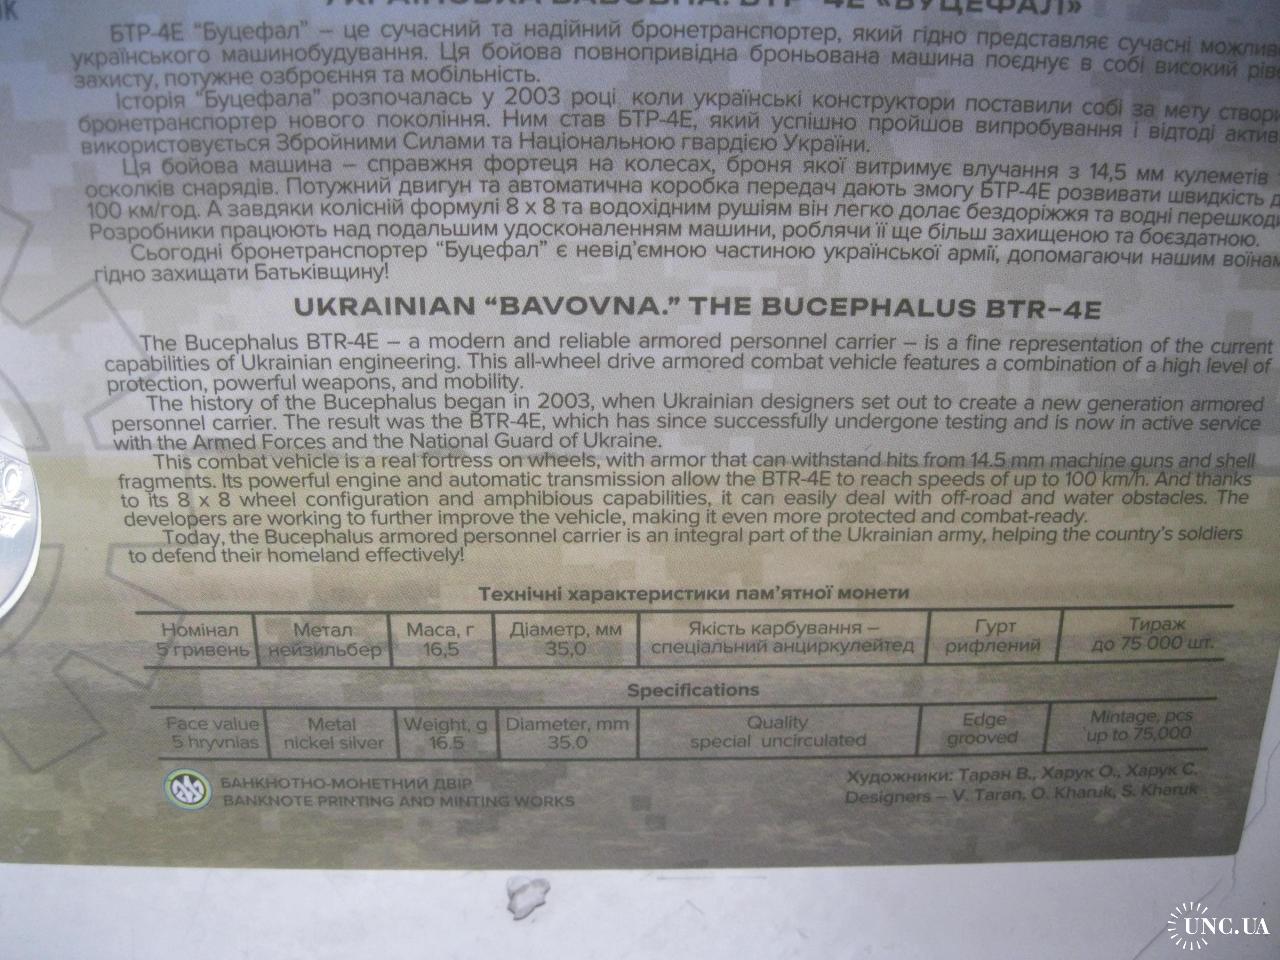 УКРАЇНСЬКА БАВОВНА. БТР-4Е «БУЦЕФАЛ»
БТР-4Е “Буцефал” – це сучасний та надійний бронетранспортер, який гідно представляє сучасні
українського машинобудування. Ця бойова повнопривідна броньована машина поєднує в собі високий
захисту, потужне озброєння та мобільність.
Історія “Буцефала” розпочалась у 2003 році, коли українські конструктори поставили собі за мету
бронетранспортер нового покоління. Ним став БТР-4Е, який успішно пройшов випробування і відтоді
використовується Збройними Силами та Національною гвардією України.
Ця бойова машина – справжня фортеця на колесах, броня якої витримує влучання з 14,5 мм кулеметів
осколків снарядів. Потужний двигун та автоматична коробка передач дають змогу БТР-4Е розвивати швидкість
100 км/год. А завдяки колісній формулі 8 x 8 та водохідним рушіям він легко долає бездоріжжя та водні
Розробники працюють над подальшим удосконаленням машини, роблячи її ще більш захищеною та боєздатною.
Сьогодні бронетранспортер “Буцефал” є невід’ємною частиною української армії, допомагаючи нашим воїнам
гідно захищати Батьківщину!
UKRAINIAN “BAVOVNA.” THE BUCEPHALUS BTR-4E
The Bucephalus BTR-4E – a modern and reliable armored personnel carrier – is a fine representation of the current
capabilities of Ukrainian engineering. This all-wheel drive armored combat vehicle features a combination of a high level of
protection, powerful weapons, and mobility.
The history of the Bucephalus began in 2003, when Ukrainian designers set out to create a new generation armored
personnel carrier. The result was the BTR-4E, which has since successfully undergone testing and is now in active service
with the Armed Forces and the National Guard of Ukraine.
This combat vehicle is a real fortress on wheels, with armor that can withstand hits from 14.5 mm machine guns and shell
fragments. Its powerful engine and automatic transmission allow the BTR-4E to reach speeds of up to 100 km/h. And thanks
to its 8 x 8 wheel configuration and amphibious capabilities, it can easily deal with off-road and water obstacles. The
developers are working to further improve the vehicle, making it even more protected and combat-ready.
Today, the Bucephalus armored personnel carrier is an integral part of the Ukrainian army, helping the country’s soldiers
to defend their homeland effectively!
Технічні характеристики пам’ятної монети
Номінал Метал Маса, г Діаметр, мм Якість карбування – Гурт Тираж
5 гривень нейзильбер 16,5 35,0 спеціальний анциркулейтед рифлений до 75 000 шт.
Specifications
Face value Metal Weight, g Diameter, mm Quality Edge Mintage, pcs
5 hryvnias nickel silver 16.5 35.0 special uncirculated grooved up to 75,000
БАНКНОТНО-МОНЕТНИЙ ДВІР
BANKNOTE PRINTING AND MINTING WORKS
Художники: Таран В., Харук О., Харук С.
Designers – V. Taran, O. Kharuk, S. Kharuk
UNC.UA